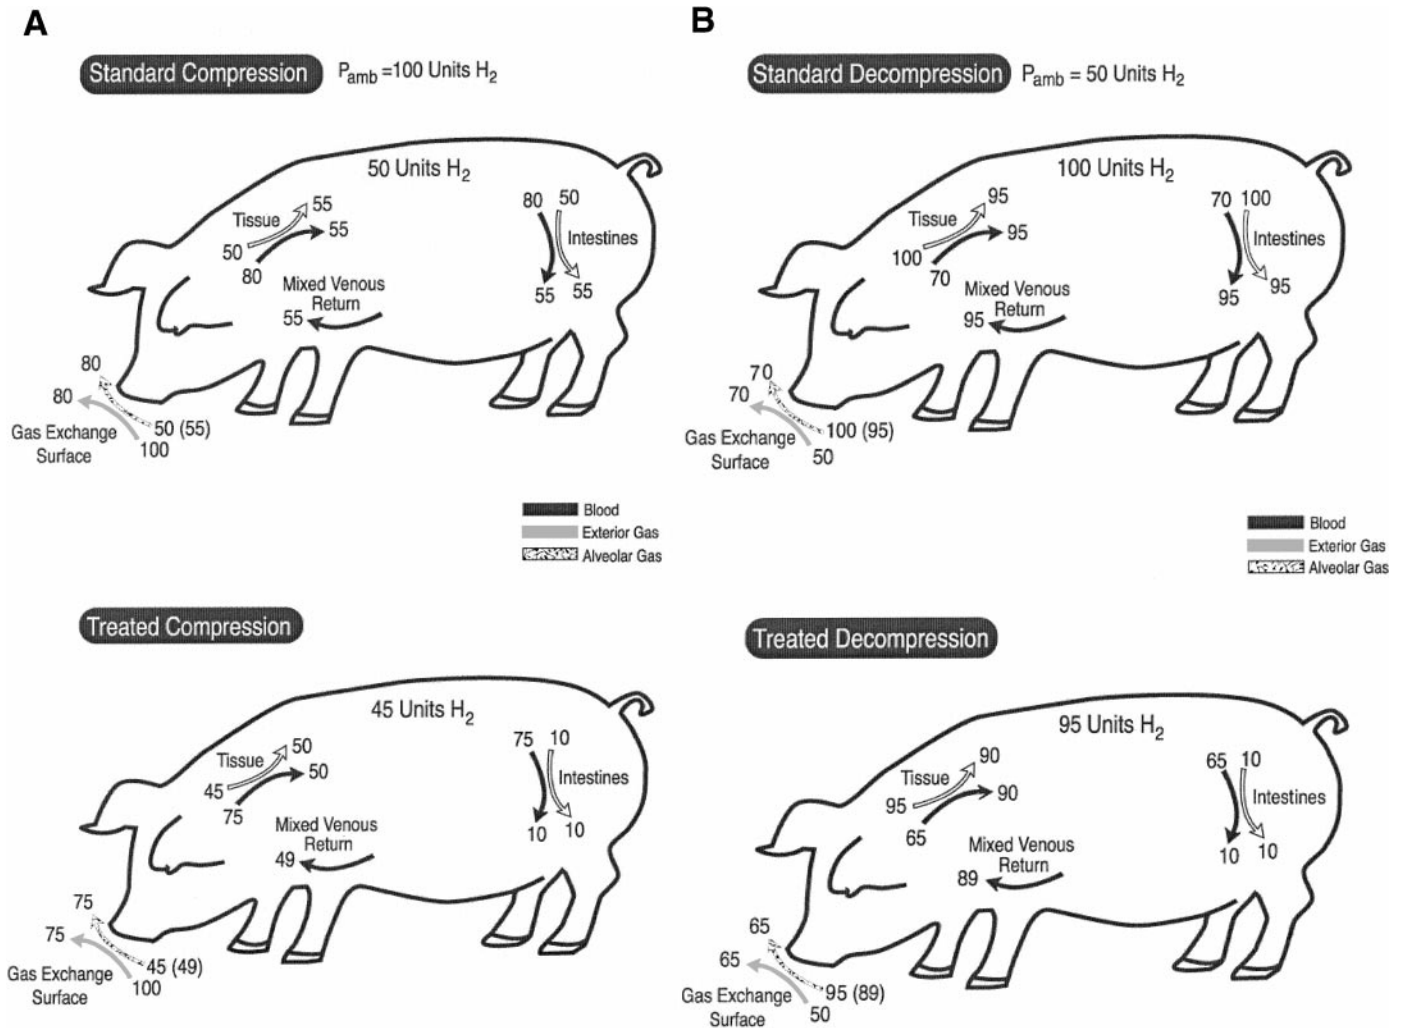 A
Standard Compression
Pamb =100 Units H2
50 Units H2
Tissue
55
55
50
80
80
50
Intestines
55
55
Mixed Venous
Return
55
80
80
50 (55)
100
Gas Exchange
Surface
Blood
Exterior Gas
Alveolar Gas
Treated Compression
45 Units H2
Tissue
50
50
45
75
75
10
Intestines
10
10
Mixed Venous
Return
49
75
75
45 (49)
100
Gas Exchange
Surface
B
Standard Decompression
Pamb = 50 Units H2
100 Units H2
Tissue
95
95
100
70
70
100
Intestines
95
95
Mixed Venous
Return
95
70
70
100 (95)
50
Gas Exchange
Surface
Blood
Exterior Gas
Alveolar Gas
Treated Decompression
95 Units H2
Tissue
90
90
95
65
65
10
Intestines
10
10
Mixed Venous
Return
89
65
65
95 (89)
50
Gas Exchange
Surface